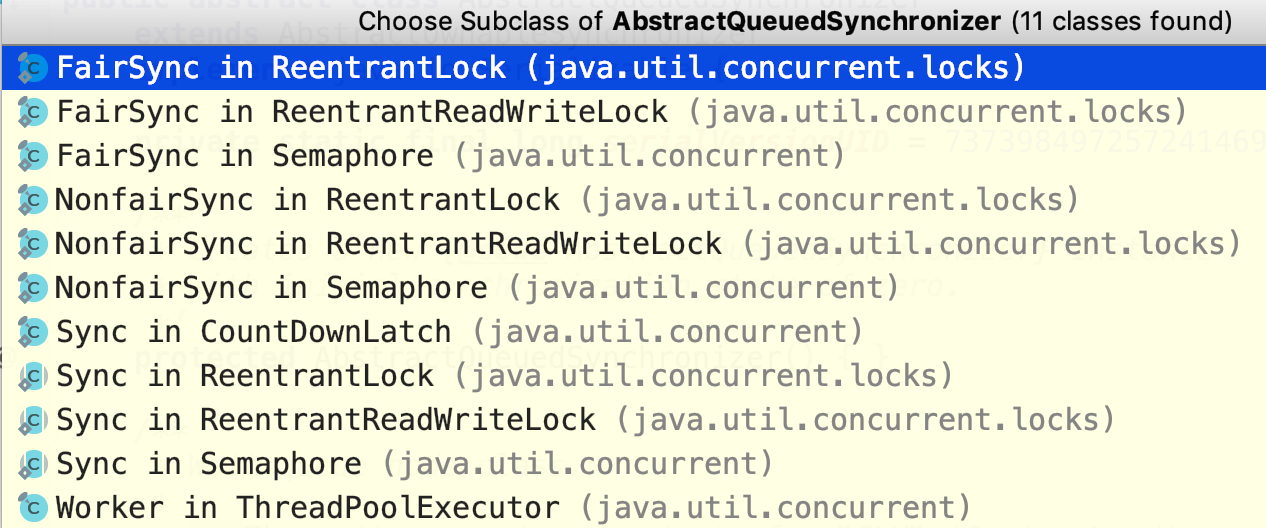 Choose Subclass of AbstractQueuedSynchronizer (11 classes found)
FairSync in ReentrantLock (java.util.concurrent.locks)
FairSync in ReentrantReadWriteLock (java.util.concurrent.locks)
FairSync in Semaphore (java.util.concurrent)
NonfairSync in ReentrantLock (java.util.concurrent.locks)
NonfairSync in ReentrantReadWriteLock (java.util.concurrent.locks)
NonfairSync in Semaphore (java.util.concurrent)
Sync in CountDownLatch (java.util.concurrent)
Sync in ReentrantLock (java.util.concurrent.locks)
Sync in ReentrantReadWriteLock (java.util.concurrent.locks)
Sync in Semaphore (java.util.concurrent)
Worker in ThreadPoolExecutor (java.util.concurrent)